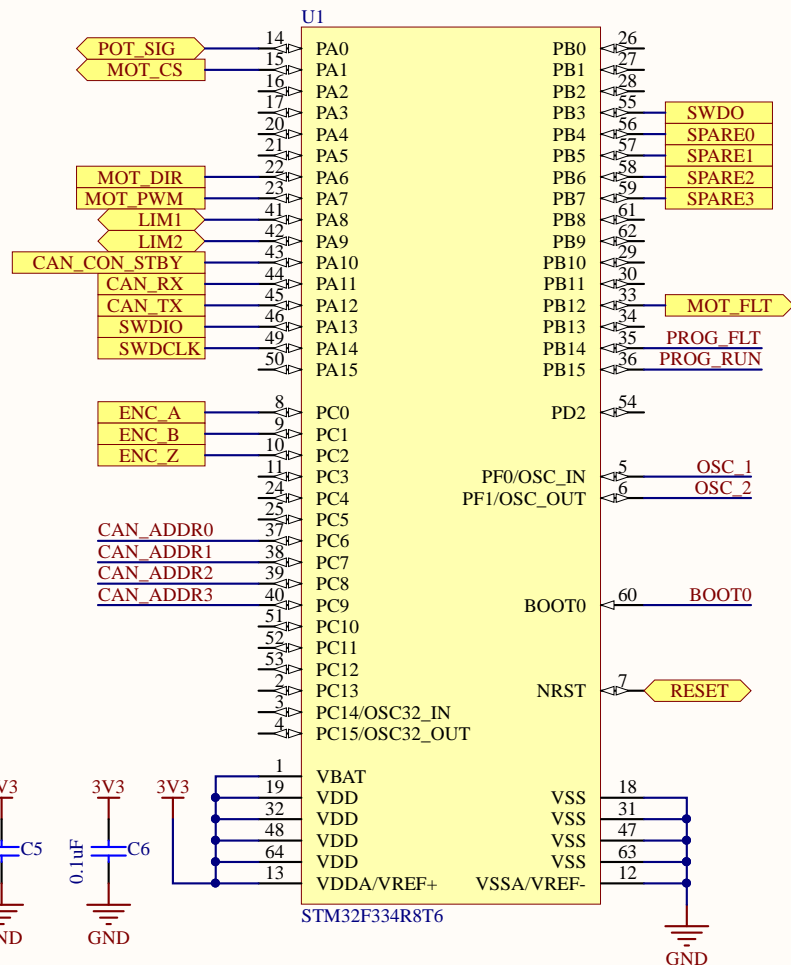 U1
POT_SIG 14 PA0 PB0 26
MOT_CS 15 PA1 PB1 27
16 PA2 PB2 28
17 PA3 PB3 55 SWDO
20 PA4 PB4 56 SPARE0
21 PA5 PB5 57 SPARE1
MOT_DIR 22 PA6 PB6 58 SPARE2
MOT_PWM 23 PA7 PB7 59 SPARE3
LIM1 41 PA8 PB8 61
LIM2 42 PA9 PB9 62
CAN_CON_STBY 43 PA10 PB10 29
CAN_RX 44 PA11 PB11 30
CAN_TX 45 PA12 PB12 33 MOT_FLT
SWDIO 46 PA13 PB13 34
SWDCLK 49 PA14 PB14 35 PROG_FLT
50 PA15 PB15 36 PROG_RUN
ENC_A 8 PC0 PD2 54
ENC_B 9 PC1
ENC_Z 10 PC2
11 PC3 PF0/OSC_IN 5 OSC_1
24 PC4 PF1/OSC_OUT 6 OSC_2
25 PC5
CAN_ADDR0 37 PC6
CAN_ADDR1 38 PC7
CAN_ADDR2 39 PC8
CAN_ADDR3 40 PC9 BOOT0 60 BOOT0
51 PC10
52 PC11
53 PC12
2 PC13 NRST 7 RESET
3 PC14/OSC32_IN
4 PC15/OSC32_OUT
1 VBAT
V3 3V3 3V3 19 VDD VSS 18
32 VDD VSS 31
48 VDD VSS 47
C5 0.1uF C6 64 VDD VSS 63
13 VDDA/VREF+ VSSA/VREF- 12
STM32F334R8T6
ND GND GND